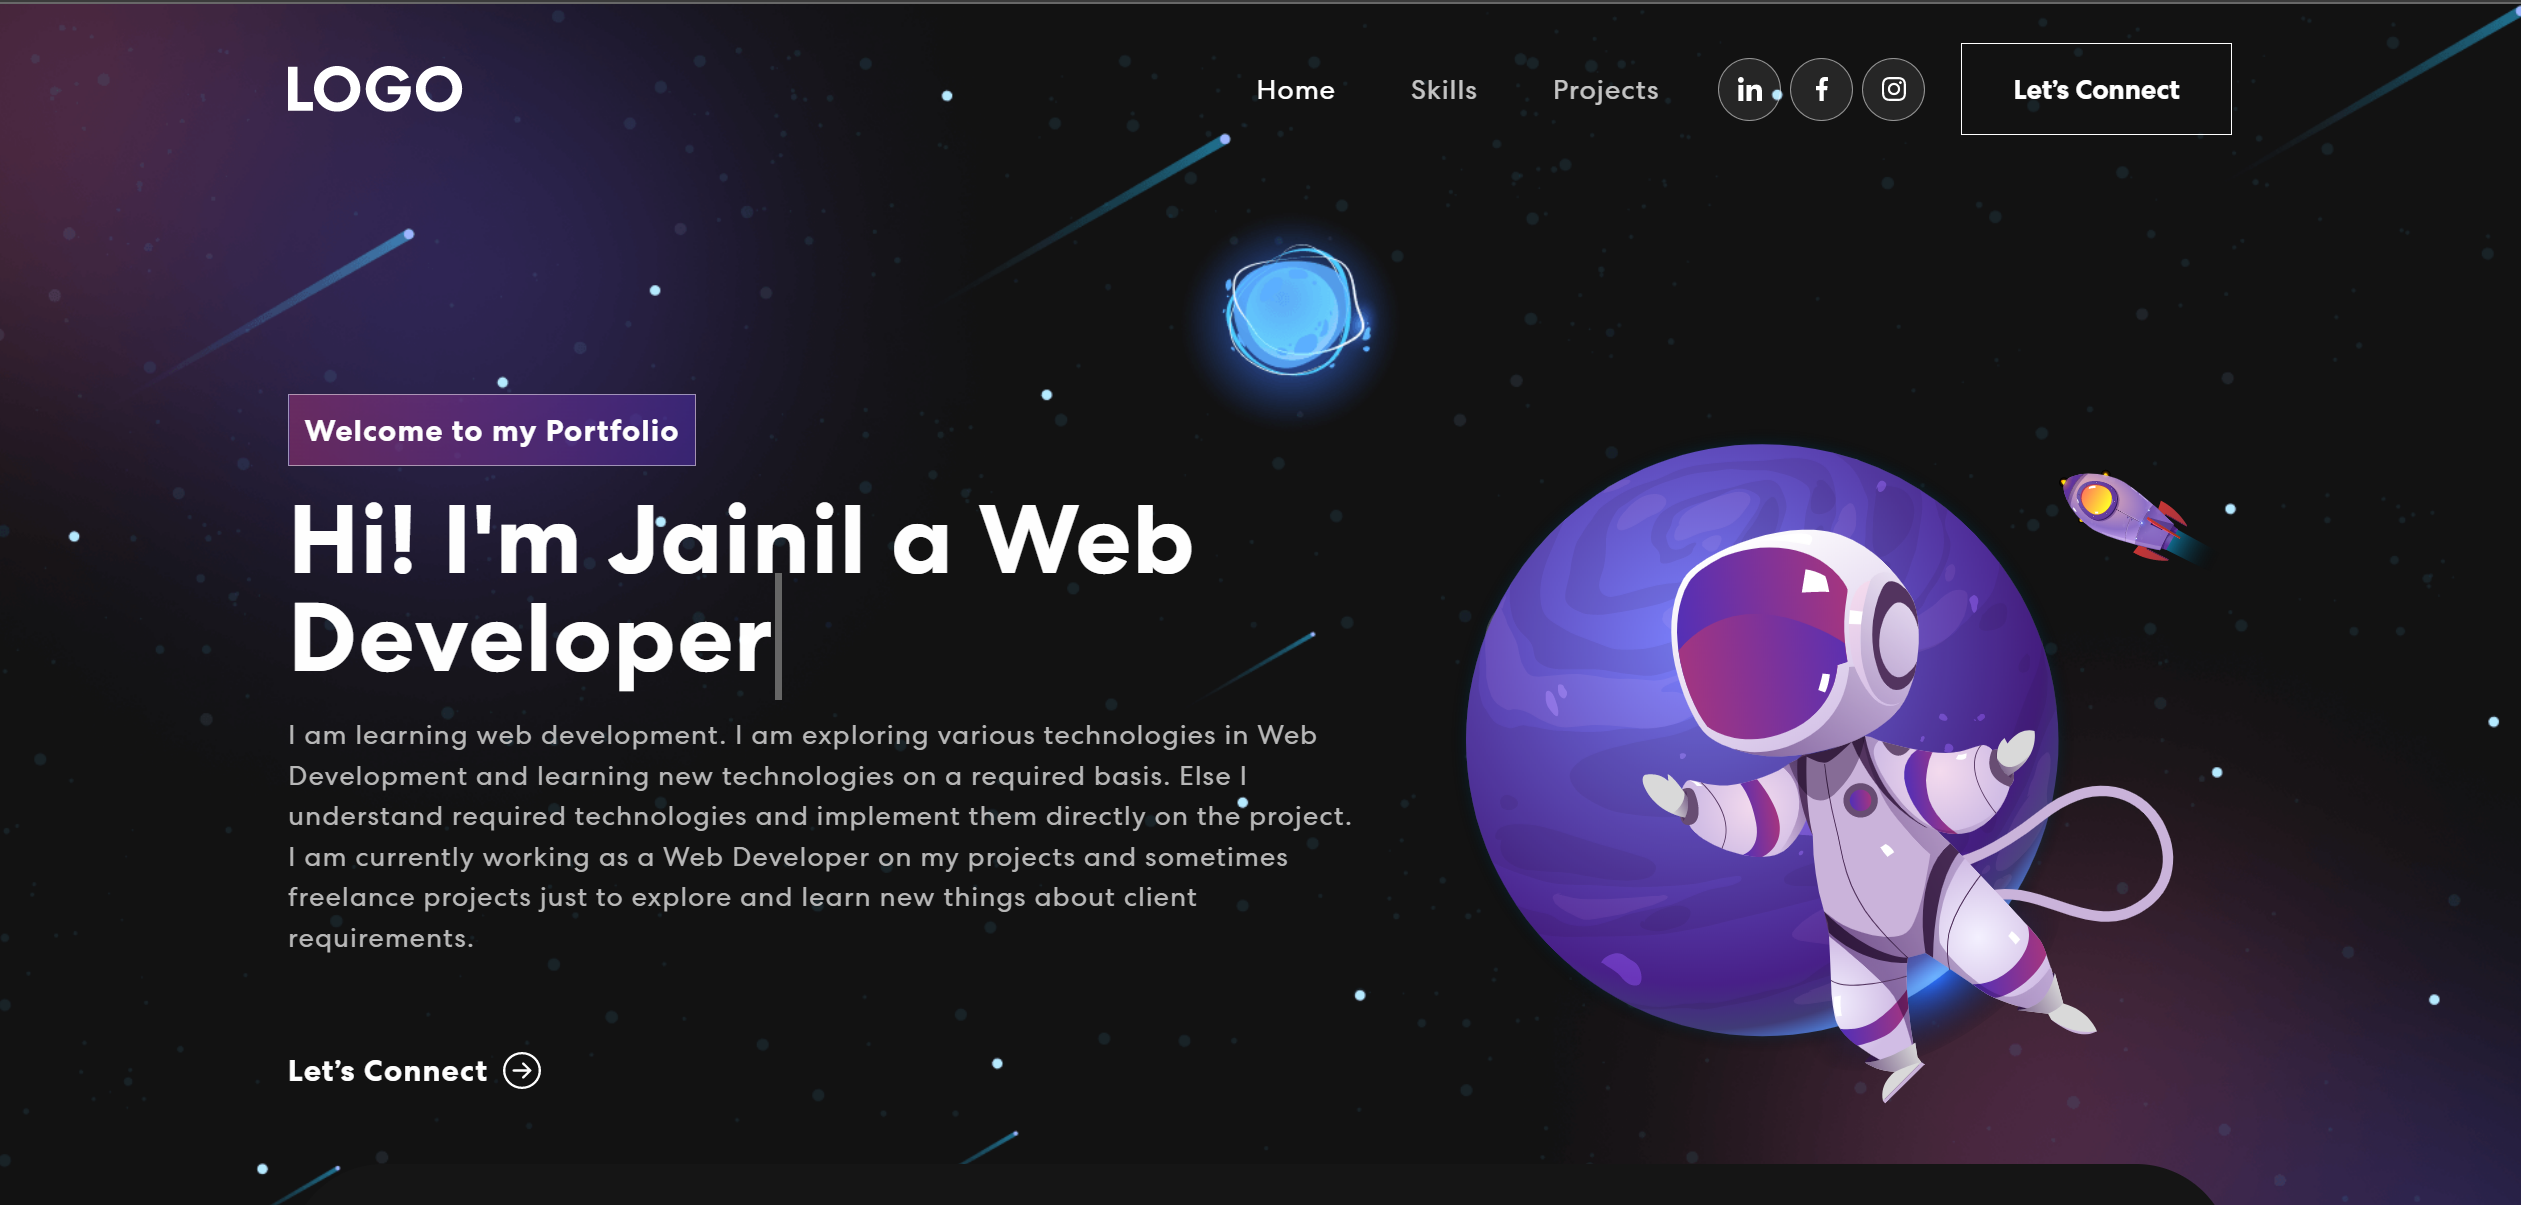 LOGO
Home Skills Projects Let’s Connect
Welcome to my Portfolio
Hi! I'm Jainil a Web
Developer
I am learning web development. I am exploring various technologies in Web
Development and learning new technologies on a required basis. Else I
understand required technologies and implement them directly on the project.
I am currently working as a Web Developer on my projects and sometimes
freelance projects just to explore and learn new things about client
requirements.
Let’s Connect